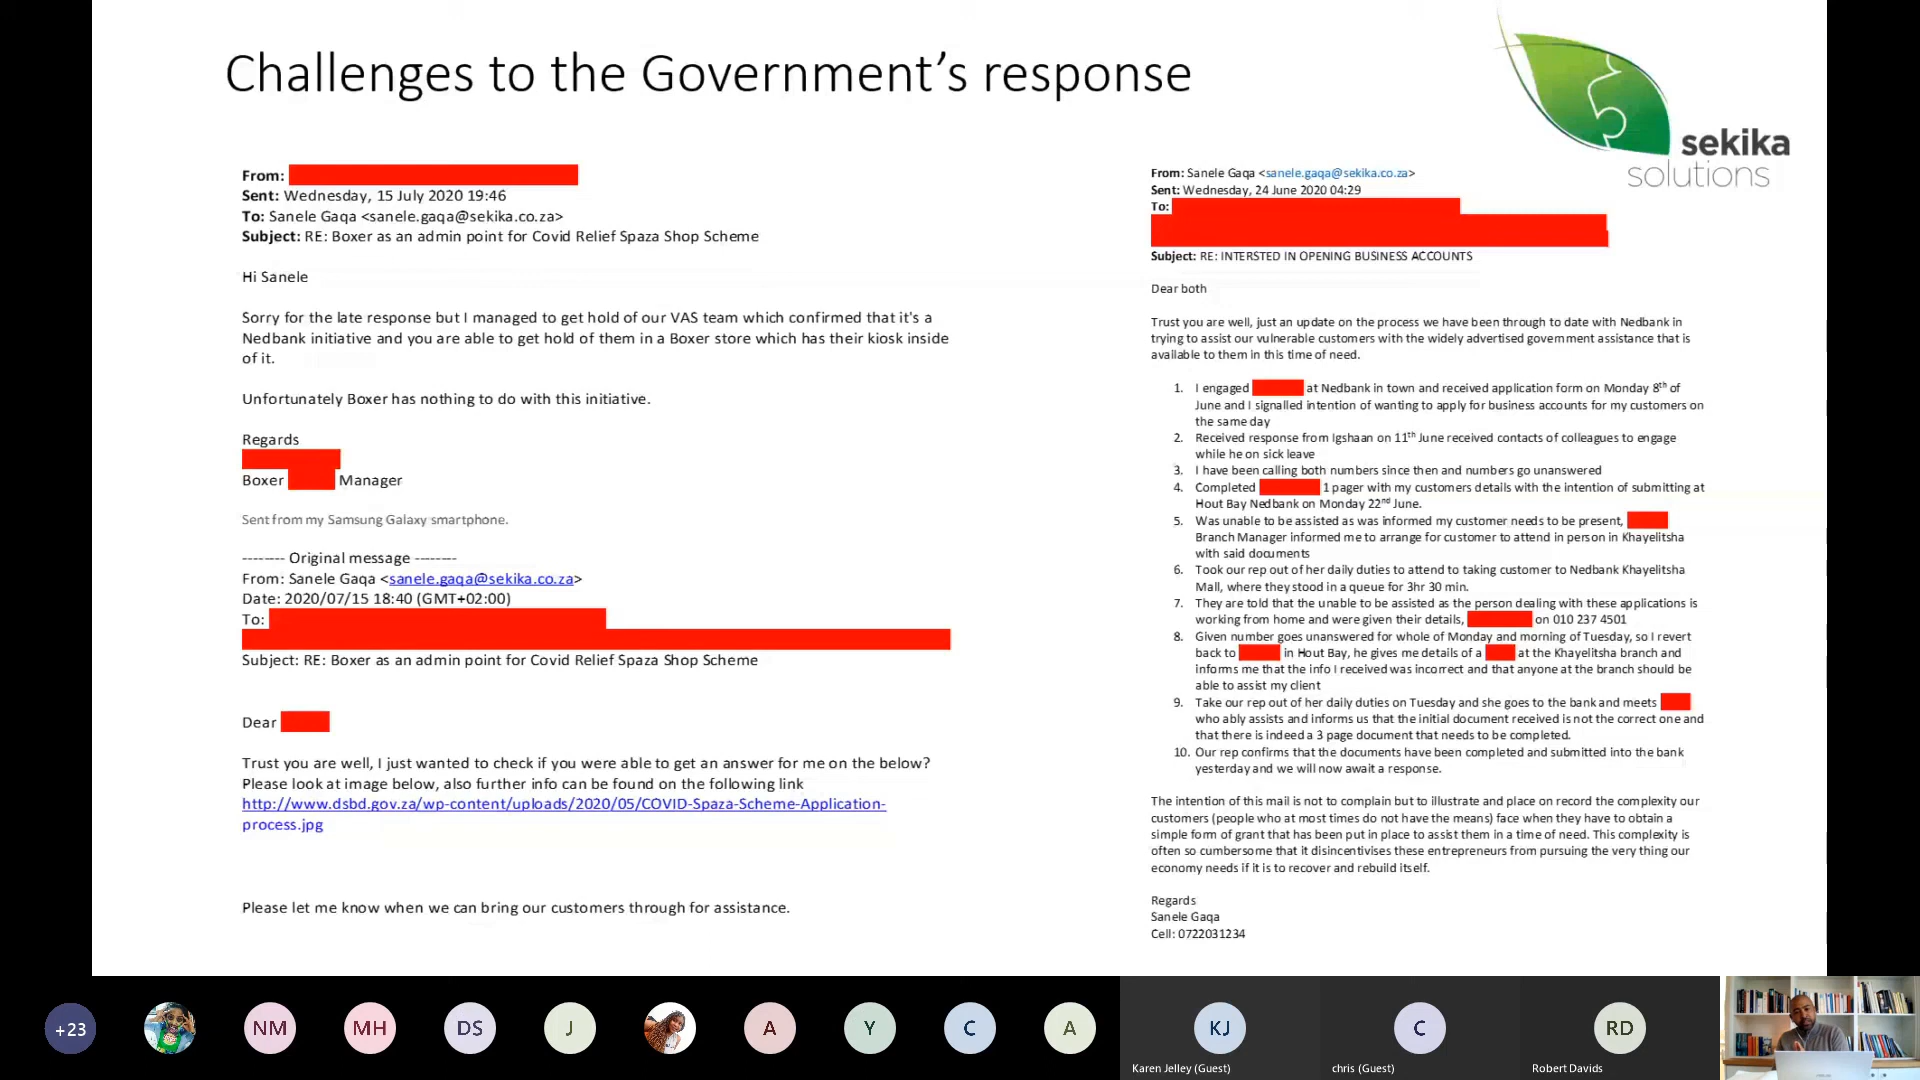 Challenges to the Government’s response
sekika
solutions
From:
Sent: Wednesday, 15 July 2020 19:46
To: Sanele Gaqa <sanele.gaqa@sekika.co.za>
Subject: RE: Boxer as an admin point for Covid Relief Spaza Shop Scheme
Hi Sanele
Sorry for the late response but I managed to get hold of our VAS team which confirmed that it's a
Nedbank initiative and you are able to get hold of them in a Boxer store which has their kiosk inside
of it.
Unfortunately Boxer has nothing to do with this initiative.
Regards
Boxer Manager
Sent from my Samsung Galaxy smartphone.
-------- Original message --------
From: Sanele Gaqa <sanele.gaqa@sekika.co.za>
Date: 2020/07/15 18:40 (GMT+02:00)
To:
Subject: RE: Boxer as an admin point for Covid Relief Spaza Shop Scheme
Dear
Trust you are well, I just wanted to check if you were able to get an answer for me on the below?
Please look at image below, also further info can be found on the following link
http://www.dsbd.gov.za/wp-content/uploads/2020/05/COVID-Spaza-Scheme-Application-
process.jpg
Please let me know when we can bring our customers through for assistance.
From: Sanele Gaqa <sanele.gaqa@sekika.co.za>
Sent: Wednesday, 24 June 2020 04:29
To:
Subject: RE: INTERSTED IN OPENING BUSINESS ACCOUNTS
Dear both
Trust you are well, just an update on the process we have been through to date with Nedbank in
trying to assist our vulnerable customers with the widely advertised government assistance that is
available to them in this time of need.
1. I engaged at Nedbank in town and received application form on Monday 8th of
June and I signalled intention of wanting to apply for business accounts for my customers on
the same day
2. Received response from Igshaan on 11th June received contacts of colleagues to engage
while he on sick leave
3. I have been calling both numbers since then and numbers go unanswered
4. Completed 1 pager with my customers details with the intention of submitting at
Hout Bay Nedbank on Monday 22nd June.
5. Was unable to be assisted as was informed my customer needs to be present,
Branch Manager informed me to arrange for customer to attend in person in Khayelitsha
with said documents
6. Took our rep out of her daily duties to attend to taking customer to Nedbank Khayelitsha
Mall, where they stood in a queue for 3hr 30 min.
7. They are told that the unable to be assisted as the person dealing with these applications is
working from home and were given their details, on 010 237 4501
8. Given number goes unanswered for whole of Monday and morning of Tuesday, so I revert
back to in Hout Bay, he gives me details of a at the Khayelitsha branch and
informs me that the info I received was incorrect and that anyone at the branch should be
able to assist my client
9. Take our rep out of her daily duties on Tuesday and she goes to the bank and meets
who ably assists and informs us that the initial document received is not the correct one and
that there is indeed a 3 page document that needs to be completed.
10. Our rep confirms that the documents have been completed and submitted into the bank
yesterday and we will now await a response.
The intention of this mail is not to complain but to illustrate and place on record the complexity our
customers (people who at most times do not have the means) face when they have to obtain a
simple form of grant that has been put in place to assist them in a time of need. This complexity is
often so cumbersome that it disincentivises these entrepreneurs from pursuing the very thing our
economy needs if it is to recover and rebuild itself.
Regards
Sanele Gaqa
Cell: 0722031234
+23
NM
MH
DS
J
A
Y
C
A
KJ
C
RD
Karen Jelley (Guest)
chris (Guest)
Robert Davids